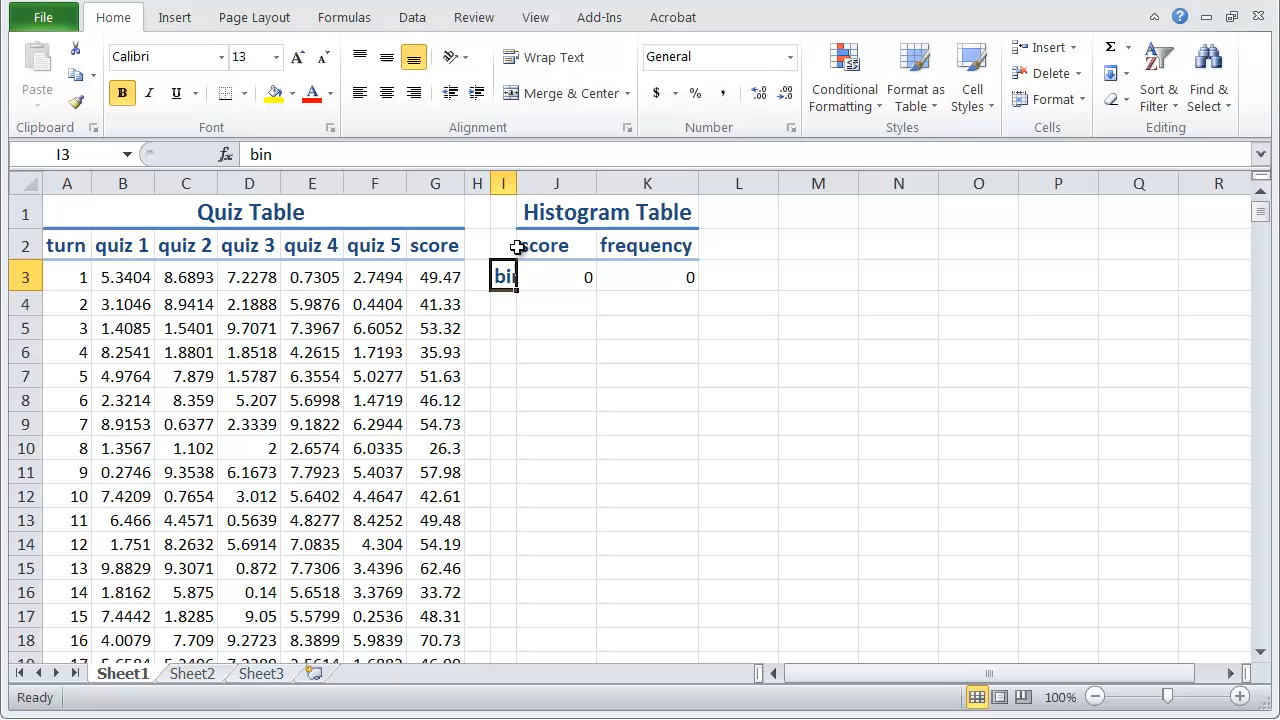 File Home Insert Page Layout Formulas Data Review View Add-Ins Acrobat
Calibri 13 Wrap Text General Insert Σ
Paste B I U A Merge & Center $ % , Conditional Formatting Format as Table Cell Styles Delete Format Sort & Filter Find & Select
Clipboard Font Alignment Number Styles Cells Editing
I3 fx bin
A B C D E F G H I J K L M N O P Q R
1 Quiz Table Histogram Table
2 turn quiz 1 quiz 2 quiz 3 quiz 4 quiz 5 score score frequency
3 1 5.3404 8.6893 7.2278 0.7305 2.7494 49.47 bin 0 0
4 2 3.1046 8.9414 2.1888 5.9876 0.4404 41.33
5 3 1.4085 1.5401 9.7071 7.3967 6.6052 53.32
6 4 8.2541 1.8801 1.8518 4.2615 1.7193 35.93
7 5 4.9764 7.879 1.5787 6.3554 5.0277 51.63
8 6 2.3214 8.359 5.207 5.6998 1.4719 46.12
9 7 8.9153 0.6377 2.3339 9.1822 6.2944 54.73
10 8 1.3567 1.102 2 2.6574 6.0335 26.3
11 9 0.2746 9.3538 6.1673 7.7923 5.4037 57.98
12 10 7.4209 0.7654 3.012 5.6402 4.4647 42.61
13 11 6.466 4.4571 0.5639 4.8277 8.4252 49.48
14 12 1.751 8.2632 5.6914 7.0835 4.304 54.19
15 13 9.8829 9.3071 0.872 7.7306 3.4396 62.46
16 14 1.8162 5.875 0.14 5.6518 3.3769 33.72
17 15 7.4442 1.8285 9.05 5.5799 0.2536 48.31
18 16 4.0079 7.709 9.2723 8.3899 5.9839 70.73
Sheet1 Sheet2 Sheet3
Ready 100%